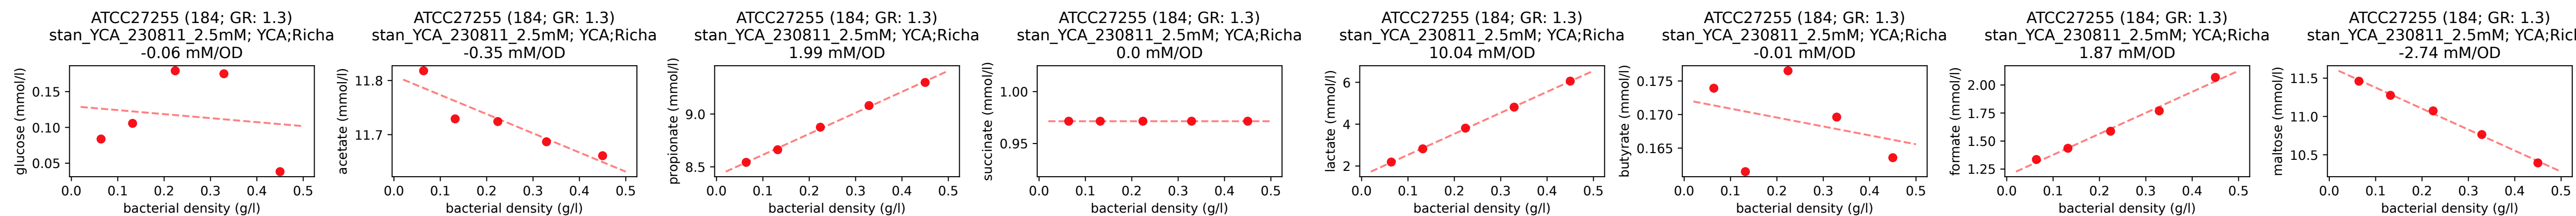 ATCC27255 (184; GR: 1.3)
stan_YCA_230811_2.5mM; YCA;Richa
-0.06 mM/OD
glucose (mmol/l)
0.15
0.10
0.05
0.0 0.1 0.2 0.3 0.4 0.5
bacterial density (g/l)
ATCC27255 (184; GR: 1.3)
stan_YCA_230811_2.5mM; YCA;Richa
-0.35 mM/OD
acetate (mmol/l)
11.8
11.7
0.0 0.1 0.2 0.3 0.4 0.5
bacterial density (g/l)
ATCC27255 (184; GR: 1.3)
stan_YCA_230811_2.5mM; YCA;Richa
1.99 mM/OD
propionate (mmol/l)
9.0
8.5
0.0 0.1 0.2 0.3 0.4 0.5
bacterial density (g/l)
ATCC27255 (184; GR: 1.3)
stan_YCA_230811_2.5mM; YCA;Richa
0.0 mM/OD
succinate (mmol/l)
1.00
0.95
0.0 0.1 0.2 0.3 0.4 0.5
bacterial density (g/l)
ATCC27255 (184; GR: 1.3)
stan_YCA_230811_2.5mM; YCA;Richa
10.04 mM/OD
lactate (mmol/l)
6
4
2
0.0 0.1 0.2 0.3 0.4 0.5
bacterial density (g/l)
ATCC27255 (184; GR: 1.3)
stan_YCA_230811_2.5mM; YCA;Richa
-0.01 mM/OD
butyrate (mmol/l)
0.175
0.170
0.165
0.0 0.1 0.2 0.3 0.4 0.5
bacterial density (g/l)
ATCC27255 (184; GR: 1.3)
stan_YCA_230811_2.5mM; YCA;Richa
1.87 mM/OD
formate (mmol/l)
2.00
1.75
1.50
1.25
0.0 0.1 0.2 0.3 0.4 0.5
bacterial density (g/l)
ATCC27255 (184; GR: 1.3)
stan_YCA_230811_2.5mM; YCA;Ric
-2.74 mM/OD
maltose (mmol/l)
11.5
11.0
10.5
0.0 0.1 0.2 0.3 0.4 0.5
bacterial density (g/l)